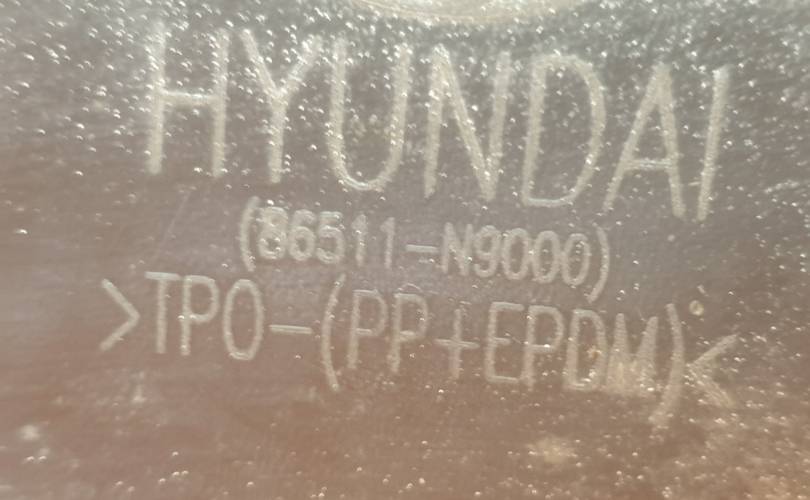 HYUNDAI
(86511-N9000)
>TPO-(PP+EPDM)<